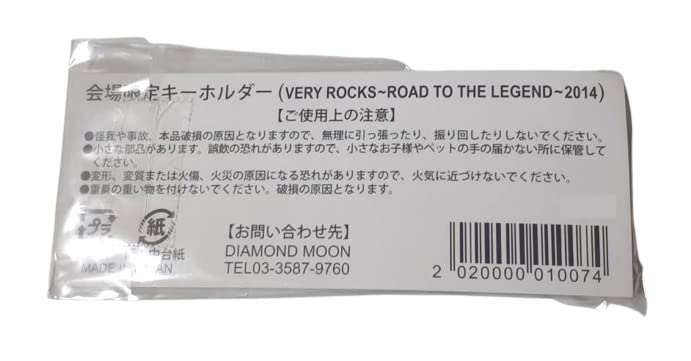 会場限定キーホルダー(VERY ROCKS~ROAD TO THE LEGEND~2014)
【ご使用上の注意】
●怪我や事故、本品破損の原因となりますので、無理に引っ張ったり、振り回したりしないでください。
●小さな部品があります。誤飲の恐れがありますので、小さなお子様やペットの手の届かない所に保管して
ください。
●変形、変質または火傷、火災の原因になる恐れがありますので、火気に近づけないでください。
●重量の重い物を付けないでください。破損の原因となります。
プラ
紙
中台紙
MADE IN JAPAN
【お問い合わせ先】
DIAMOND MOON
TEL03-3587-9760
2 020000 010074